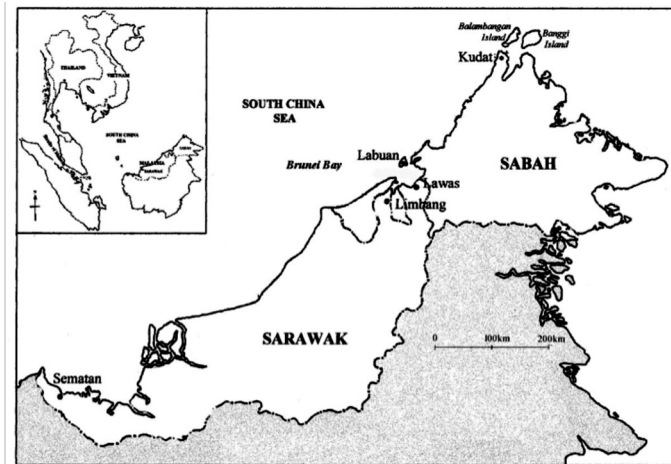 THAILAND
VIETNAM
SOUTH CHINA
SEA
MALAYSIA
SARAWAK
Balambangan
Island
Banggi
Island
Kudat
SOUTH CHINA
SEA
Labuan
Brunei Bay
SABAH
Lawas
Limbang
SARAWAK
0 100km 200km
Sematan